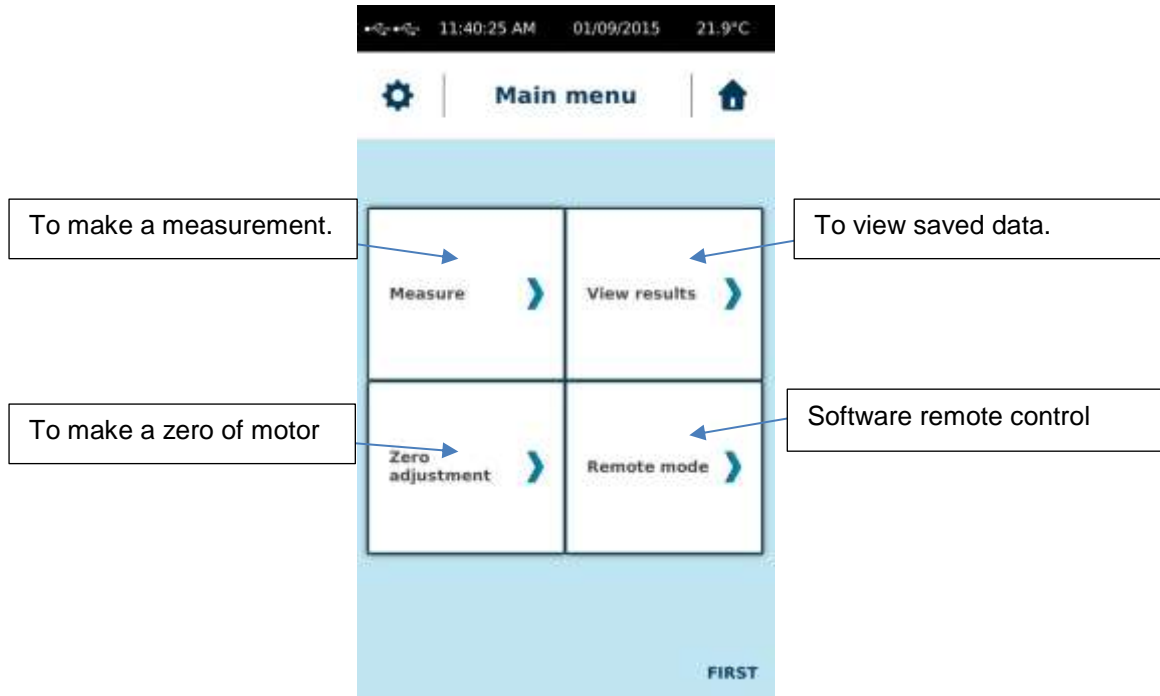 11:40:25 AM 01/09/2015 21.9°C
Main menu
To make a measurement.
To view saved data.
Measure
View results
To make a zero of motor
Software remote control
Zero
adjustment
Remote mode
FIRST